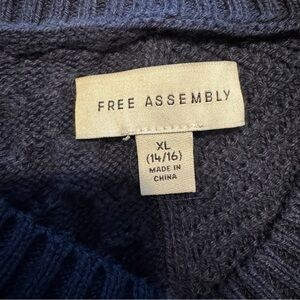 FREE ASSEMBLY
XL
(14/16)
MADE IN
CHINA